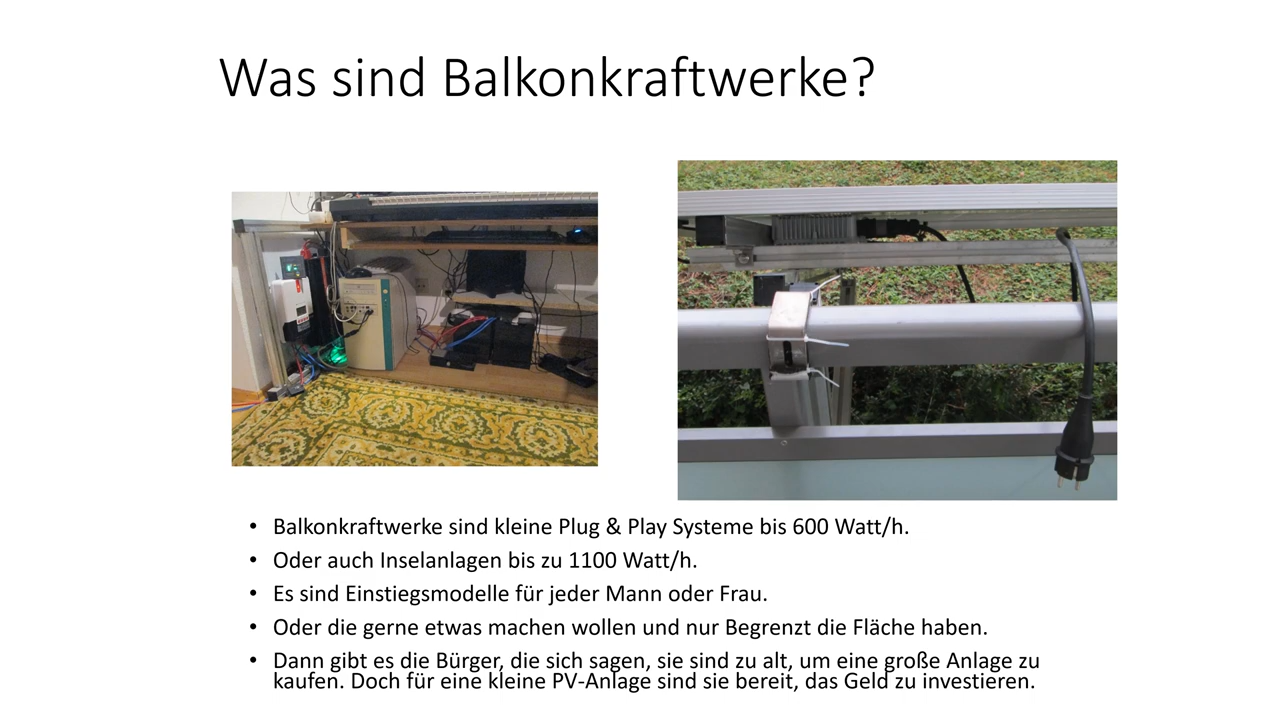 Was sind Balkonkraftwerke?
• Balkonkraftwerke sind kleine Plug & Play Systeme bis 600 Watt/h.
• Oder auch Inselanlagen bis zu 1100 Watt/h.
• Es sind Einstiegsmodelle für jeder Mann oder Frau.
• Oder die gerne etwas machen wollen und nur Begrenzt die Fläche haben.
• Dann gibt es die Bürger, die sich sagen, sie sind zu alt, um eine große Anlage zu
kaufen. Doch für eine kleine PV-Anlage sind sie bereit, das Geld zu investieren.